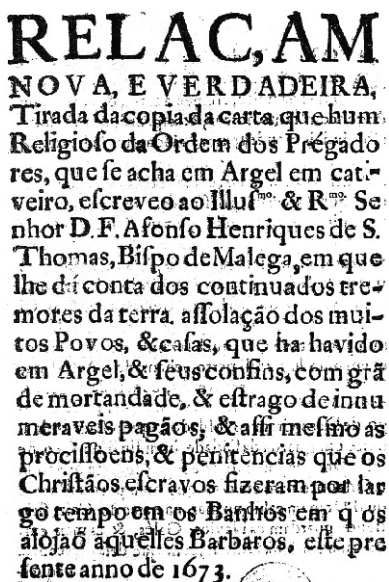 RELAC,AM
NOVA, E VERDADEIRA,
Tirada da copia da carta que hum
Religioſo da Ordem dos Prégado
res, que ſe acha em Argel em cati-
veiro, eſcreveo ao Illuſᵐᵒ. & Rᵐᵒ. Se
nhor D. F. Afonſo Henriques de S.
Thomas, Biſpo de Malega, em que
lhe dá conta dos continuados tre-
mores da terra. aſſolação dos mui-
tos Povos, & caſas, que ha havido
em Argel, & ſeus confins, com grã
de mortandade, & eſtrago de innu
meraveis pagãos; & aſſi meſmo as
prociſſoens, & penitencias que os
Chriſtãos eſcravos fizeram por lar
go tempo em os Banhos em q os
alojão aquelles Barbaros, eſte pre
ſente anno de 1673.